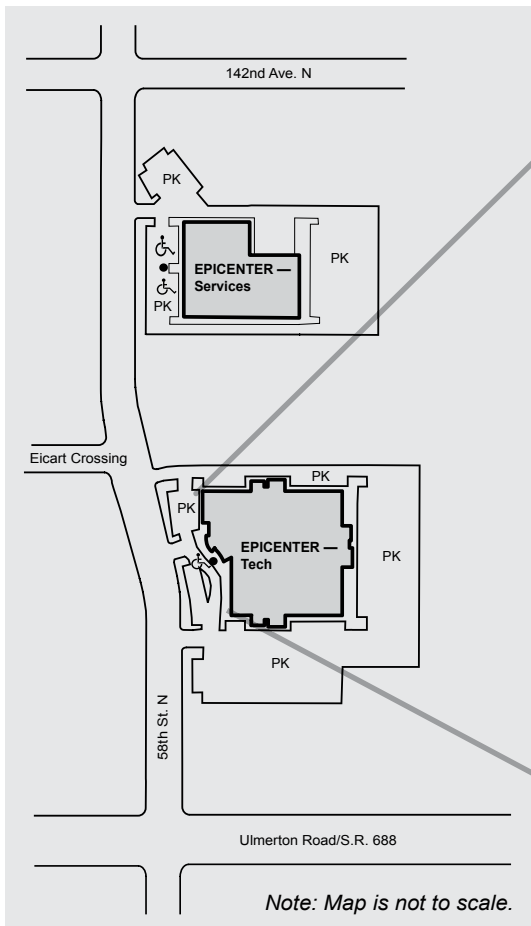 142nd Ave. N
PK
EPICENTER —
Services
PK
PK
Eicart Crossing
PK
PK
EPICENTER —
Tech
PK
PK
58th St. N
Ulmerton Road/S.R. 688
Note: Map is not to scale.